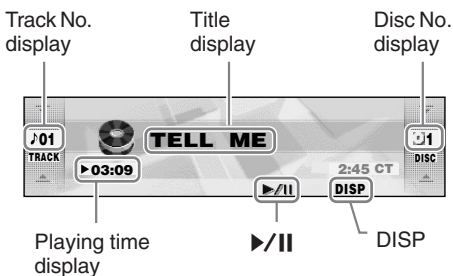 Track No.
display
Title
display
Disc No.
display
♪01
TRACK
TELL ME
1
DISC
▶03:09
2:45 CT
▶/II
DISP
Playing time
display
▶/II
DISP